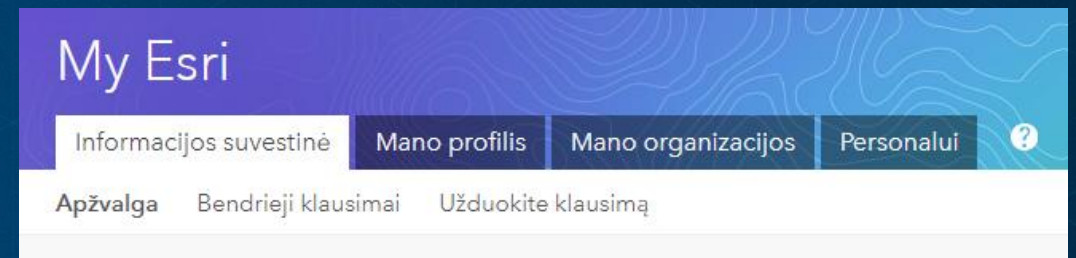 My Esri
Informacijos suvestinė Mano profilis Mano organizacijos Personalui ?
Apžvalga Bendrieji klausimai Užduokite klausimą